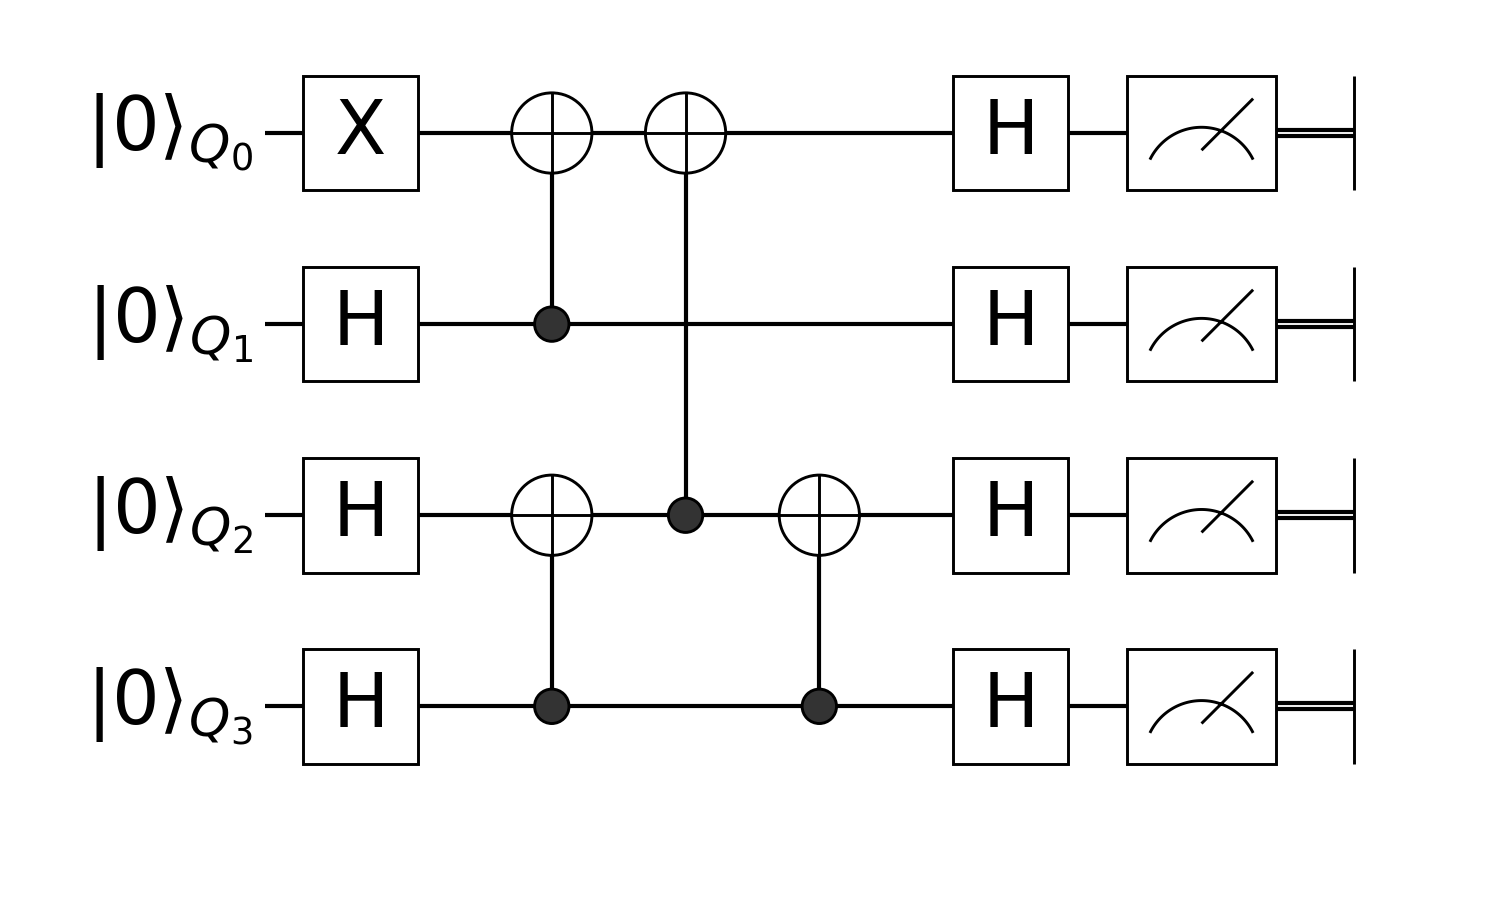 |0⟩Q₀ X H
|0⟩Q₁ H H
|0⟩Q₂ H H
|0⟩Q₃ H H